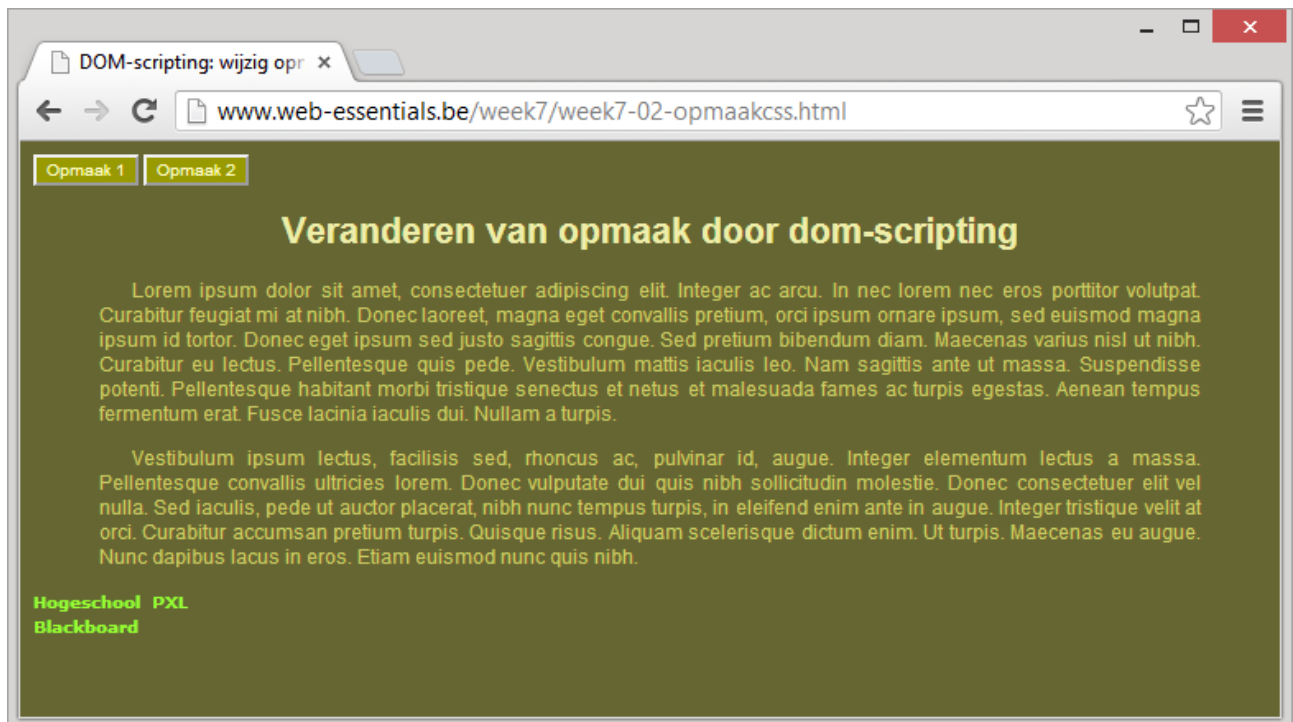 DOM-scripting: wijzig opr
www.web-essentials.be/week7/week7-02-opmaakcss.html
Opmaak 1 Opmaak 2
Veranderen van opmaak door dom-scripting
Lorem ipsum dolor sit amet, consectetuer adipiscing elit. Integer ac arcu. In nec lorem nec eros porttitor volutpat.
Curabitur feugiat mi at nibh. Donec laoreet, magna eget convallis pretium, orci ipsum ornare ipsum, sed euismod magna
ipsum id tortor. Donec eget ipsum sed justo sagittis congue. Sed pretium bibendum diam. Maecenas varius nisl ut nibh.
Curabitur eu lectus. Pellentesque quis pede. Vestibulum mattis iaculis leo. Nam sagittis ante ut massa. Suspendisse
potenti. Pellentesque habitant morbi tristique senectus et netus et malesuada fames ac turpis egestas. Aenean tempus
fermentum erat. Fusce lacinia iaculis dui. Nullam a turpis.
Vestibulum ipsum lectus, facilisis sed, rhoncus ac, pulvinar id, augue. Integer elementum lectus a massa.
Pellentesque convallis ultricies lorem. Donec vulputate dui quis nibh sollicitudin molestie. Donec consectetuer elit vel
nulla. Sed iaculis, pede ut auctor placerat, nibh nunc tempus turpis, in eleifend enim ante in augue. Integer tristique velit at
orci. Curabitur accumsan pretium turpis. Quisque risus. Aliquam scelerisque dictum enim. Ut turpis. Maecenas eu augue.
Nunc dapibus lacus in eros. Etiam euismod nunc quis nibh.
Hogeschool PXL
Blackboard